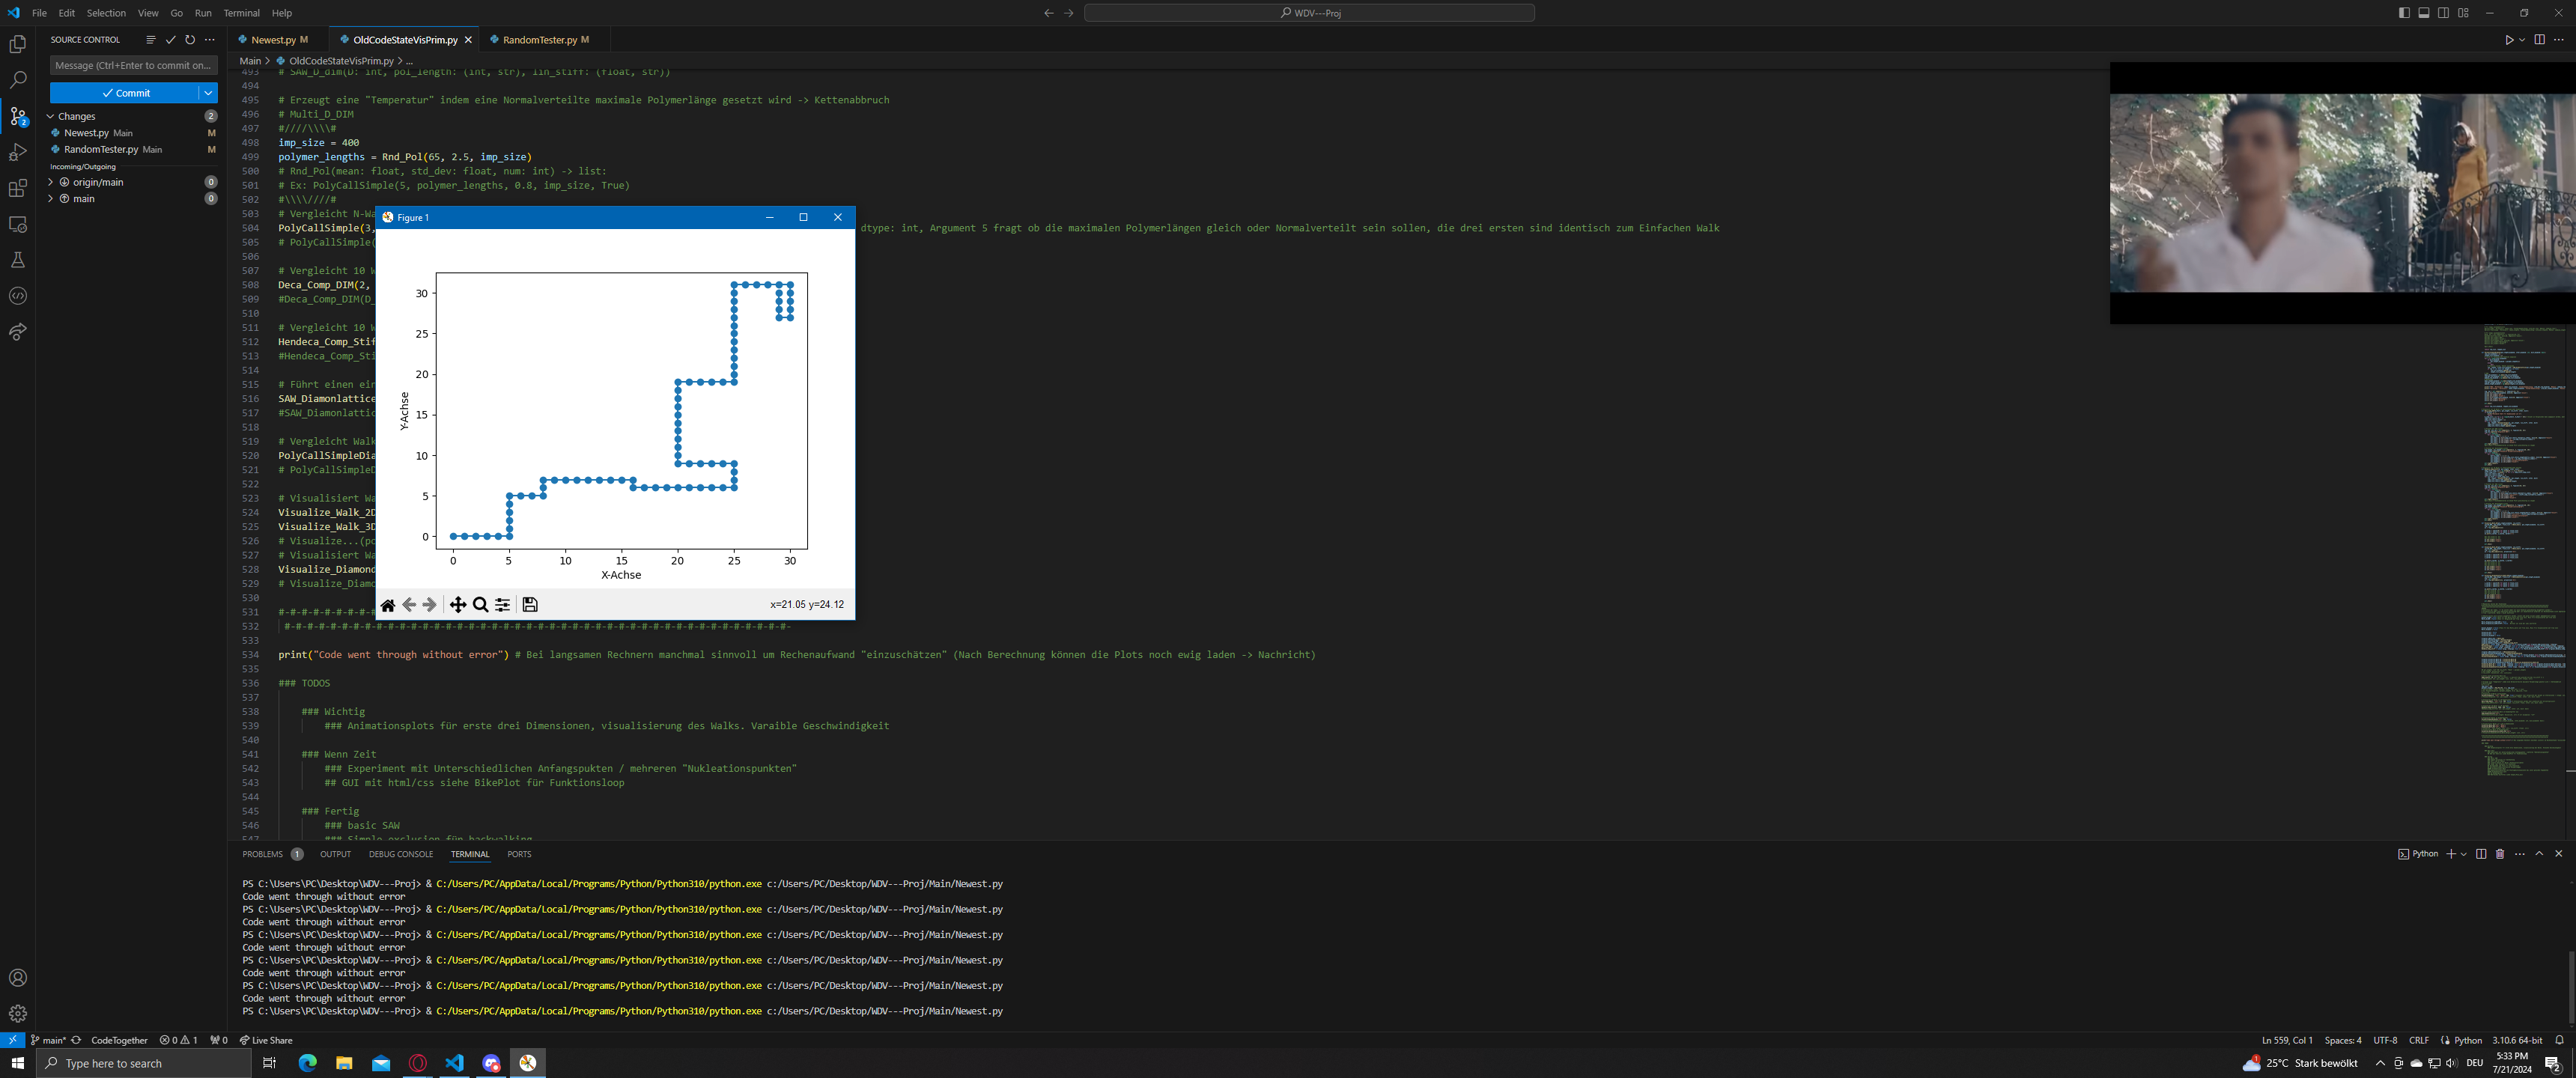 File Edit Selection View Go Run Terminal Help
WDV---Proj
SOURCE CONTROL
Message (Ctrl+Enter to commit on...
Commit
Changes 2
Newest.py Main M
RandomTester.py Main M
Incoming/Outgoing
origin/main 0
main 0
Newest.py M
OldCodeStateVisPrim.py
RandomTester.py M
Main > OldCodeStateVisPrim.py > ...
493 # SAW_D_dim(D: int, pol_length: (int, str), lin_stiff: (float, str))
494
495 # Erzeugt eine "Temperatur" indem eine Normalverteilte maximale Polymerlänge gesetzt wird -> Kettenabbruch
496 # Multi_D_DIM
497 #////\\\\#
498 imp_size = 400
499 polymer_lengths = Rnd_Pol(65, 2.5, imp_size)
500 # Rnd_Pol(mean: float, std_dev: float, num: int) -> list:
501 # Ex: PolyCallSimple(5, polymer_lengths, 0.8, imp_size, True)
502 #\\\\////#
503 # Vergleicht N-Wa
504 PolyCallSimple(3, dtype: int, Argument 5 fragt ob die maximalen Polymerlängen gleich oder Normalverteilt sein sollen, die drei ersten sind identisch zum Einfachen Walk
505 # PolyCallSimple(
506
507 # Vergleicht 10 W
508 Deca_Comp_DIM(2,
509 #Deca_Comp_DIM(D_
510
511 # Vergleicht 10 W
512 Hendeca_Comp_Stif
513 #Hendeca_Comp_Sti
514
515 # Führt einen ein
516 SAW_Diamonlattice
517 #SAW_Diamonlattic
518
519 # Vergleicht Walk
520 PolyCallSimpleDia
521 # PolyCallSimpleD
522
523 # Visualisiert Wa
524 Visualize_Walk_2D
525 Visualize_Walk_3D
526 # Visualize...(po
527 # Visualisiert Wa
528 Visualize_Diamond
529 # Visualize_Diamo
530
531 #-#-#-#-#-#-#-#-#
532 #-#-#-#-#-#-#-#-#-#-#-#-#-#-#-#-#-#-#-#-#-#-#-#-#-#-#-#-#-#-#-#-#-#-#-#-#-#-#-#-#-#-#-#-
533
534 print("Code went through without error") # Bei langsamen Rechnern manchmal sinnvoll um Rechenaufwand "einzuschätzen" (Nach Berechnung können die Plots noch ewig laden -> Nachricht)
535
536 ### TODOS
537
538 ### Wichtig
539 ### Animationsplots für erste drei Dimensionen, visualisierung des Walks. Varaible Geschwindigkeit
540
541 ### Wenn Zeit
542 ### Experiment mit Unterschiedlichen Anfangspukten / mehreren "Nukleationspunkten"
543 ## GUI mit html/css siehe BikePlot für Funktionsloop
544
545 ### Fertig
546 ### basic SAW
547 ### Simple exclusion für backwalking
Figure 1
Y-Achse
30
25
20
15
10
5
0
0 5 10 15 20 25 30
X-Achse
x=21.05 y=24.12
PROBLEMS 1 OUTPUT DEBUG CONSOLE TERMINAL PORTS
Python
PS C:\Users\PC\Desktop\WDV---Proj> & C:/Users/PC/AppData/Local/Programs/Python/Python310/python.exe c:/Users/PC/Desktop/WDV---Proj/Main/Newest.py
Code went through without error
PS C:\Users\PC\Desktop\WDV---Proj> & C:/Users/PC/AppData/Local/Programs/Python/Python310/python.exe c:/Users/PC/Desktop/WDV---Proj/Main/Newest.py
Code went through without error
PS C:\Users\PC\Desktop\WDV---Proj> & C:/Users/PC/AppData/Local/Programs/Python/Python310/python.exe c:/Users/PC/Desktop/WDV---Proj/Main/Newest.py
Code went through without error
PS C:\Users\PC\Desktop\WDV---Proj> & C:/Users/PC/AppData/Local/Programs/Python/Python310/python.exe c:/Users/PC/Desktop/WDV---Proj/Main/Newest.py
Code went through without error
PS C:\Users\PC\Desktop\WDV---Proj> & C:/Users/PC/AppData/Local/Programs/Python/Python310/python.exe c:/Users/PC/Desktop/WDV---Proj/Main/Newest.py
Code went through without error
PS C:\Users\PC\Desktop\WDV---Proj> & C:/Users/PC/AppData/Local/Programs/Python/Python310/python.exe c:/Users/PC/Desktop/WDV---Proj/Main/Newest.py
main* CodeTogether 0 1 0 Live Share
Ln 559, Col 1 Spaces: 4 UTF-8 CRLF Python 3.10.6 64-bit
Type here to search
25°C Stark bewölkt DEU
5:33 PM
7/21/2024
2